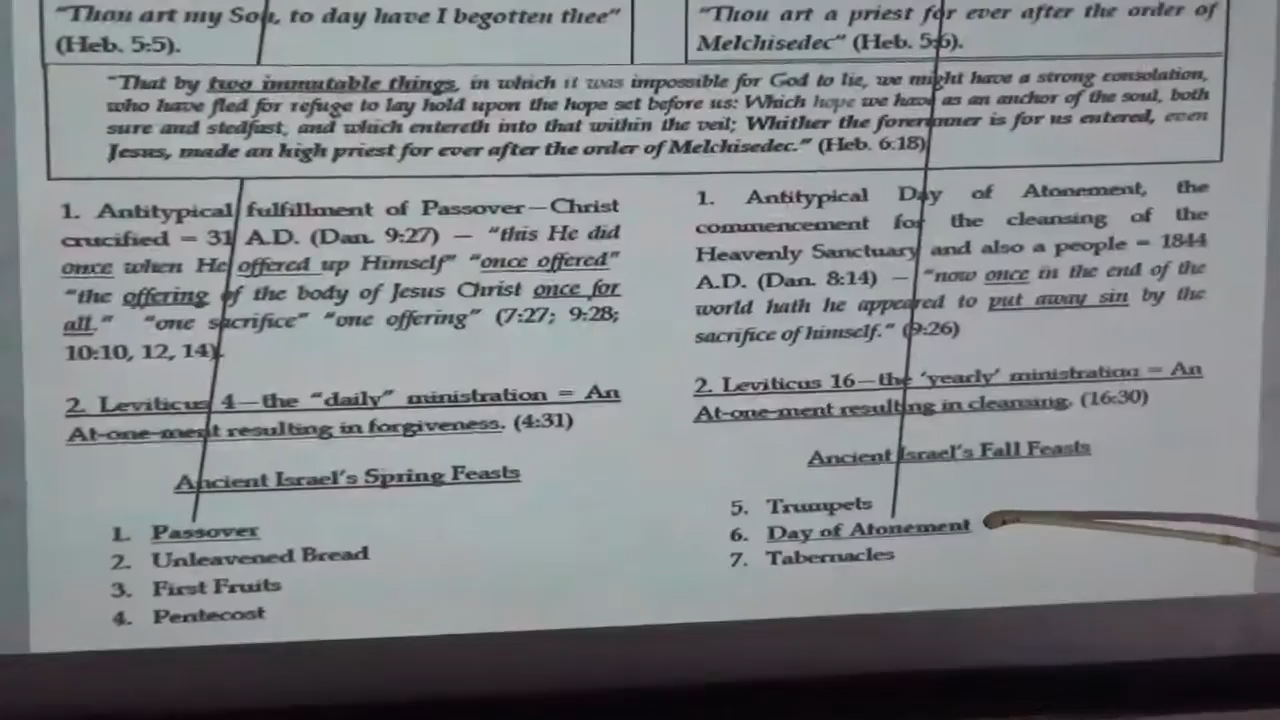 "Thou art my Son, to day have I begotten thee"
(Heb. 5:5).
"Thou art a priest for ever after the order of
Melchisedec" (Heb. 5:6).
"That by two immutable things, in which it was impossible for God to lie, we might have a strong consolation,
who have fled for refuge to lay hold upon the hope set before us: Which hope we have as an anchor of the soul, both
sure and stedfast, and which entereth into that within the veil; Whither the forerunner is for us entered, even
Jesus, made an high priest for ever after the order of Melchisedec." (Heb. 6:18)
1. Antitypical fulfillment of Passover—Christ
crucified = 31 A.D. (Dan. 9:27) — "this He did
once when He offered up Himself" "once offered"
"the offering of the body of Jesus Christ once for
all." "one sacrifice" "one offering" (7:27; 9:28;
10:10, 12, 14).
2. Leviticus 4—the "daily" ministration = An
At-one-ment resulting in forgiveness. (4:31)
Ancient Israel's Spring Feasts
1. Passover
2. Unleavened Bread
3. First Fruits
4. Pentecost
1. Antitypical Day of Atonement, the
commencement for the cleansing of the
Heavenly Sanctuary and also a people = 1844
A.D. (Dan. 8:14) — "now once in the end of the
world hath he appeared to put away sin by the
sacrifice of himself." (9:26)
2. Leviticus 16—the 'yearly' ministration = An
At-one-ment resulting in cleansing. (16:30)
Ancient Israel's Fall Feasts
5. Trumpets
6. Day of Atonement
7. Tabernacles